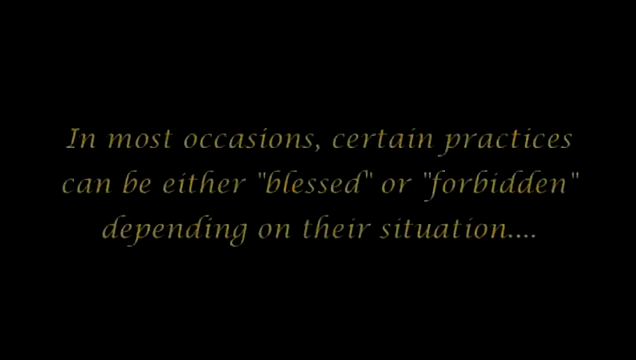 In most occasions, certain practices
can be either "blessed" or "forbidden"
depending on their situation....